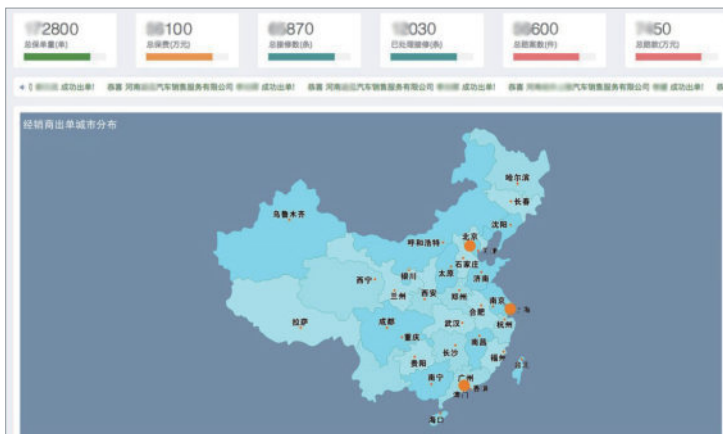 172800
100
870
030
600
50
总保单量(单)
总保费(万元)
总接修数(条)
已处理接修(条)
总赔案数(件)
总赔款(万元)
成功出单!
恭喜 河南 汽车销售服务有限公司 成功出单!
恭喜 河南 汽车销售服务有限公司 成功出单!
恭喜 河南 汽车销售服务有限公司 成功出单!
经销商出单城市分布
哈尔滨
长春
乌鲁木齐
沈阳
呼和浩特
北京
石家庄
银川
太原
西宁
济南
兰州
西安
郑州
南京
合肥
上海
拉萨
成都
武汉
杭州
重庆
南昌
长沙
贵阳
福州
台北
南宁
广州
香港
澳门
海口